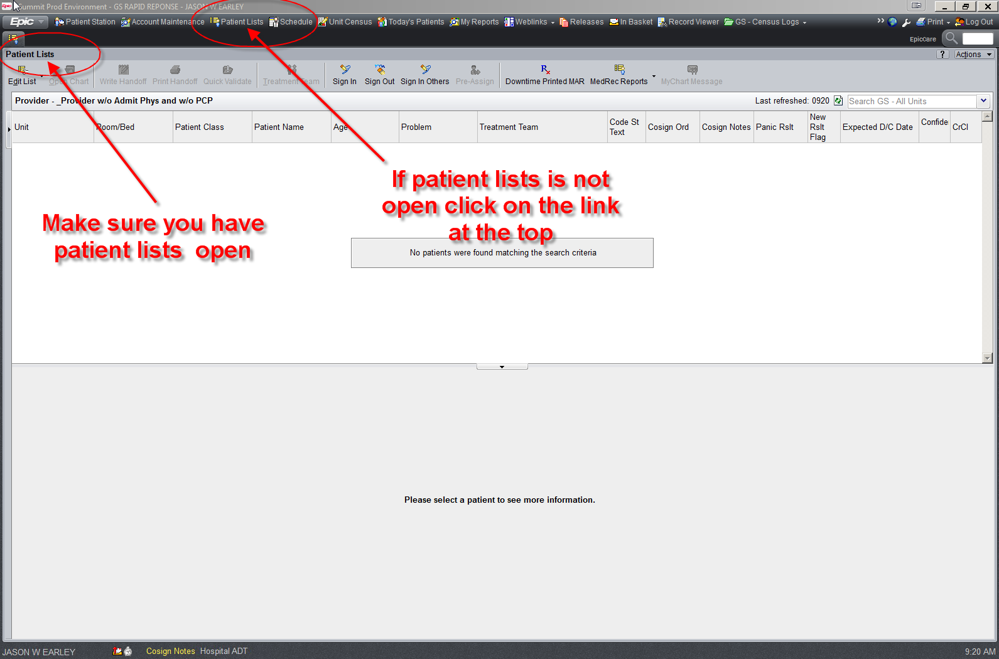 Epic Summit Prod Environment - GS RAPID REPONSE - JASON W EARLEY
Epic Patient Station Account Maintenance Patient Lists Schedule Unit Census Today's Patients My Reports Weblinks Releases In Basket Record Viewer GS - Census Logs » Print Log Out
EpicCare
Patient Lists ? Actions
Edit List Open Chart Write Handoff Print Handoff Quick Validate Treatment Team Sign In Sign Out Sign In Others Pre-Assign Downtime Printed MAR MedRec Reports MyChart Message
Provider - _Provider w/o Admit Phys and w/o PCP Last refreshed: 0920 Search GS - All Units
Unit Room/Bed Patient Class Patient Name Age Problem Treatment Team Code St Text Cosign Ord Cosign Notes Panic Rslt New Rslt Flag Expected D/C Date Confide CrCl
If patient lists is not
open click on the link
at the top
Make sure you have
patient lists open
No patients were found matching the search criteria
Please select a patient to see more information.
JASON W EARLEY Cosign Notes Hospital ADT 9:20 AM